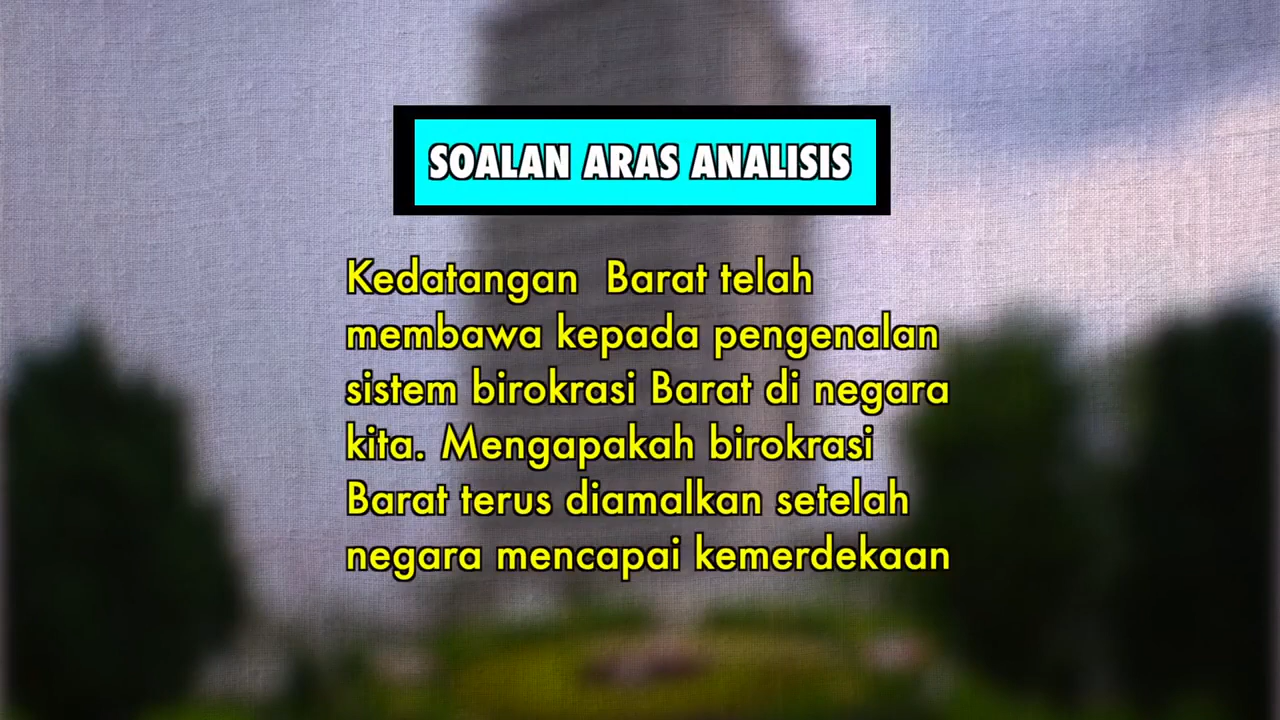 SOALAN ARAS ANALISIS
Kedatangan Barat telah
membawa kepada pengenalan
sistem birokrasi Barat di negara
kita. Mengapakah birokrasi
Barat terus diamalkan setelah
negara mencapai kemerdekaan